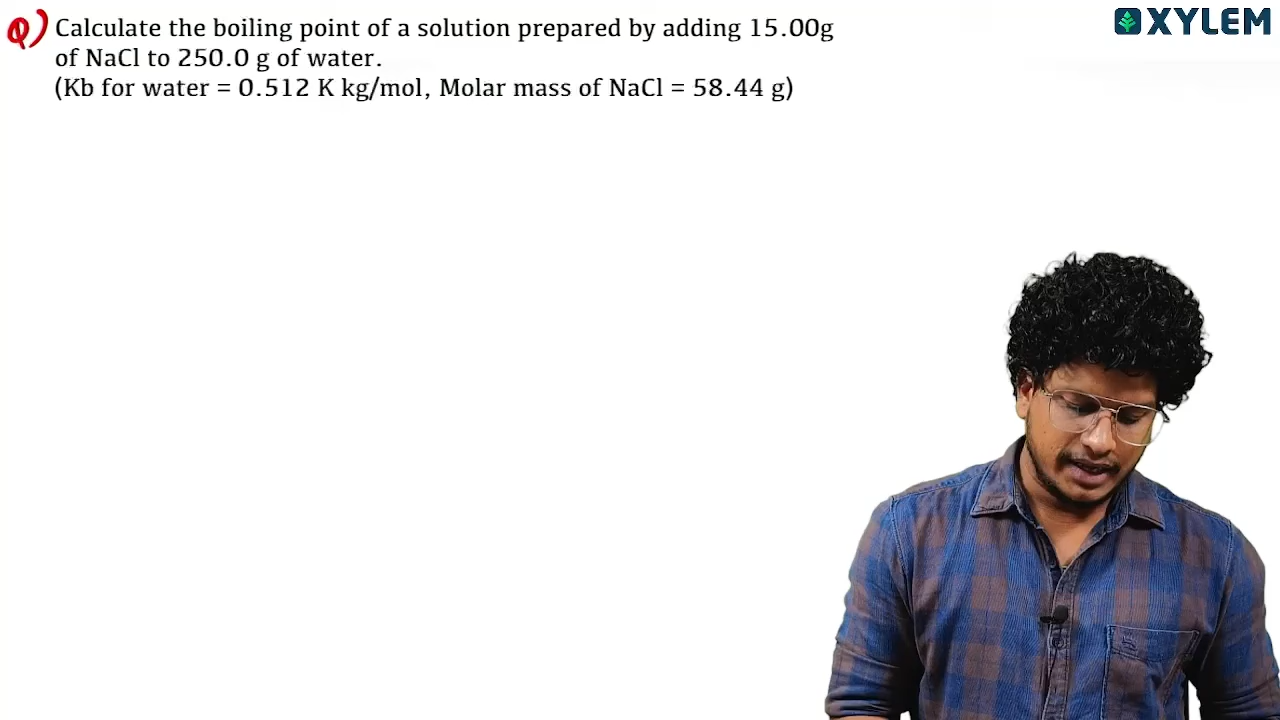 XYLEM
Q) Calculate the boiling point of a solution prepared by adding 15.00g
of NaCl to 250.0 g of water.
(Kb for water = 0.512 K kg/mol, Molar mass of NaCl = 58.44 g)